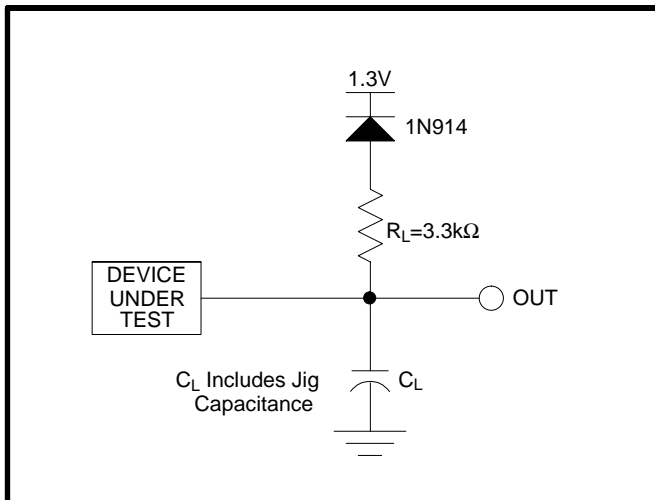 1.3V
1N914
R_L=3.3kΩ
DEVICE
UNDER
TEST
OUT
C_L Includes Jig
Capacitance
C_L